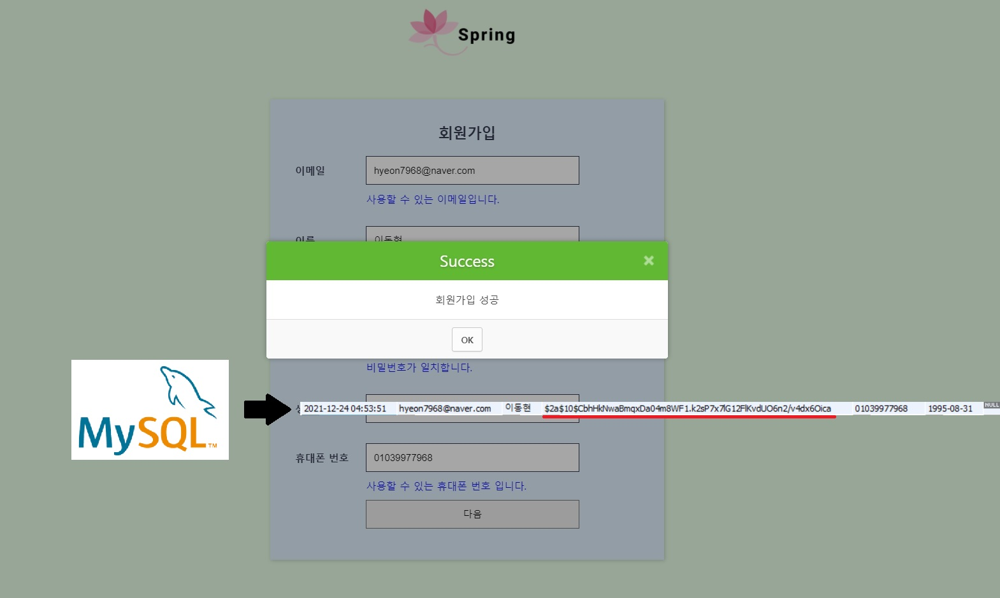 Spring
회원가입
이메일
hyeon7968@naver.com
사용할 수 있는 이메일입니다.
이름
이동현
Success
회원가입 성공
OK
비밀번호가 일치합니다.
MySQL™
2021-12-24 04:53:51 hyeon7968@naver.com 이동현 $2a$10$CbhHkNwaBmqxDa04m8WF1.k2sP7x7lG12FlKvdUO6n2/v4dx6Oica 01039977968 1995-08-31 NULL
휴대폰 번호
01039977968
사용할 수 있는 휴대폰 번호 입니다.
다음